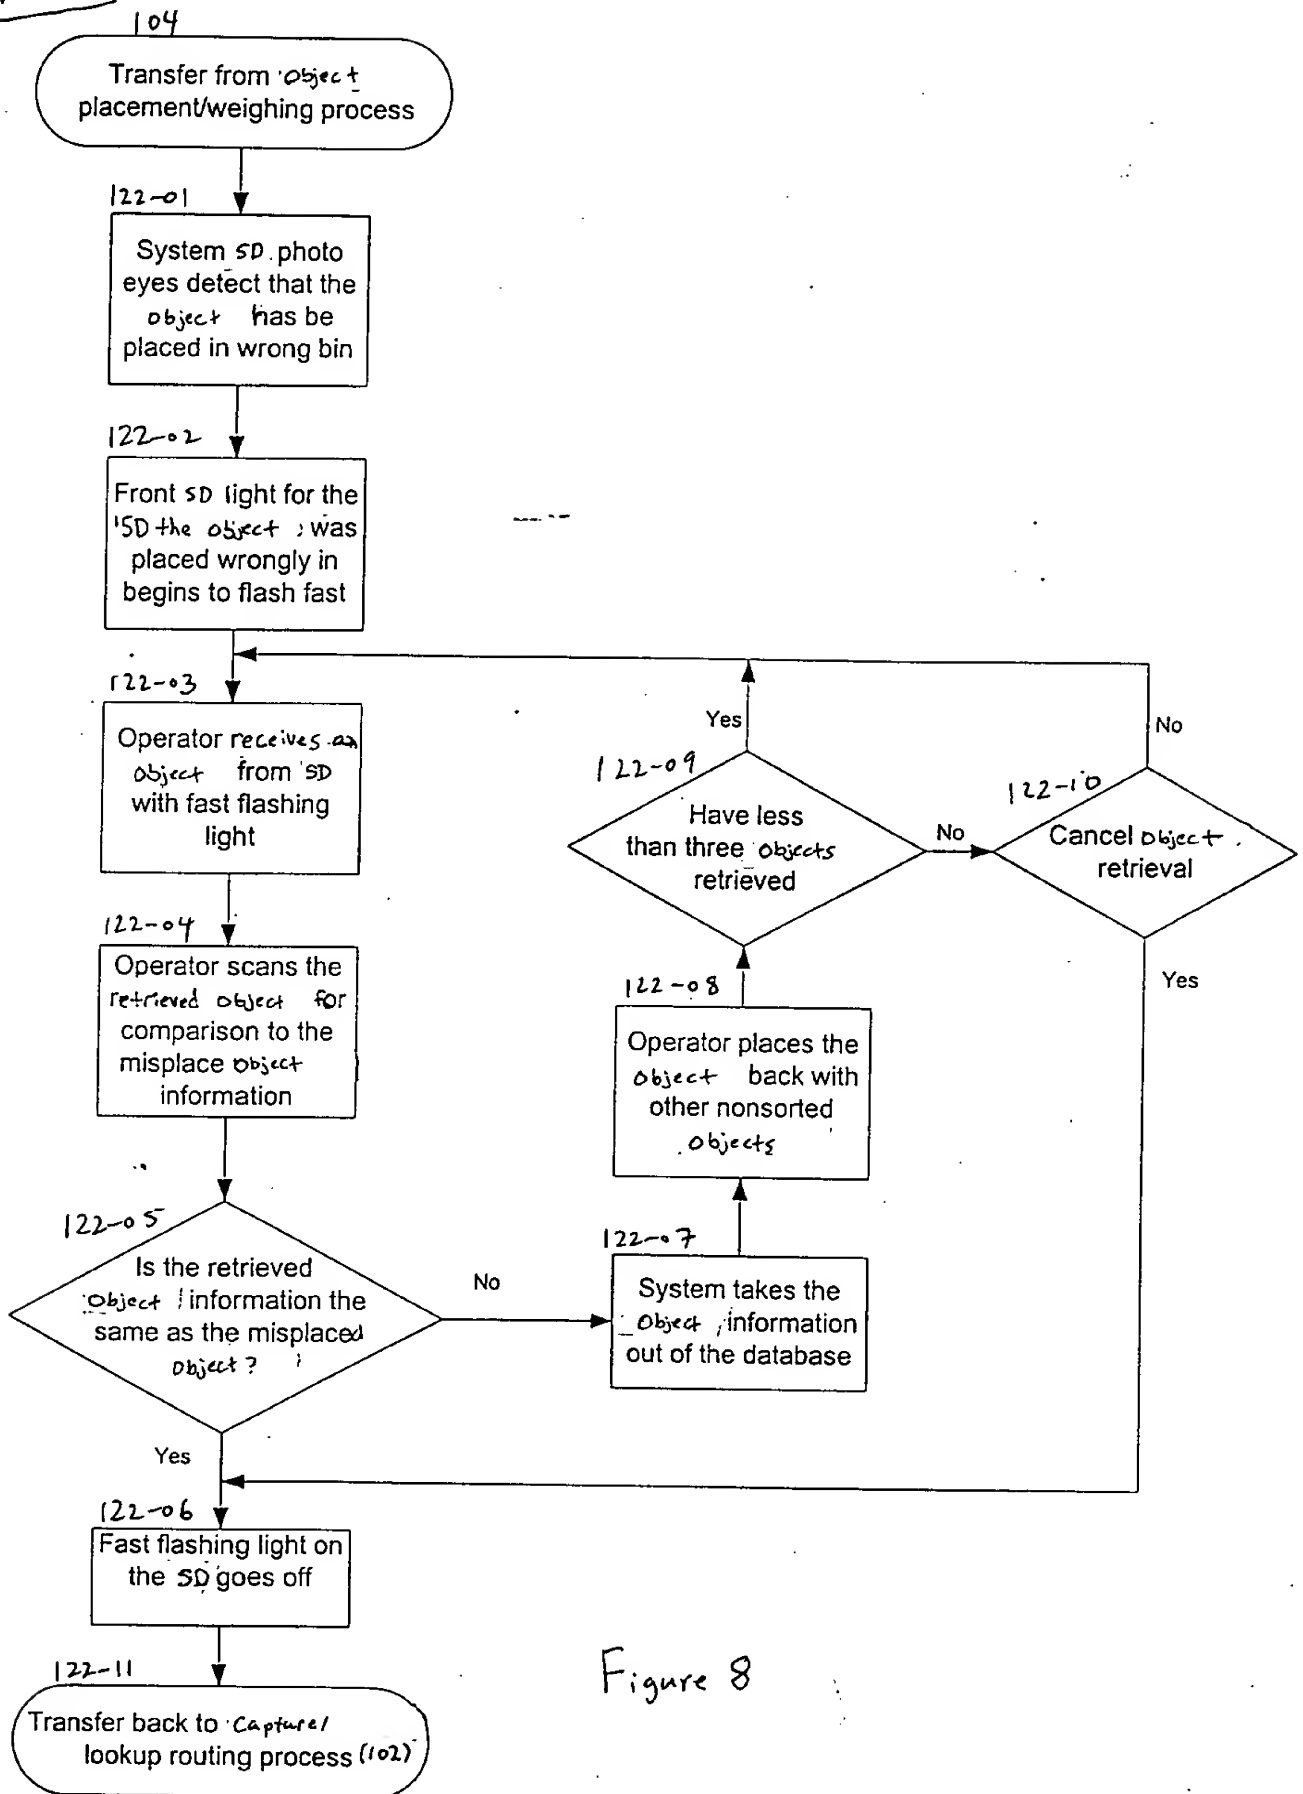 104
Transfer from object
placement/weighing process
122-01
System SD photo
eyes detect that the
object has be
placed in wrong bin
122-02
Front SD light for the
SD the object was
placed wrongly in
begins to flash fast
122-03
Operator receives an
object from SD
with fast flashing
light
122-04
Operator scans the
retrieved object for
comparison to the
misplace object
information
122-05
Is the retrieved
object information the
same as the misplaced
object?
Yes
No
122-06
Fast flashing light on
the SD goes off
122-11
Transfer back to Capture/
lookup routing process (102)
122-07
System takes the
object information
out of the database
122-08
Operator places the
object back with
other nonsorted
objects
122-09
Have less
than three objects
retrieved
Yes
No
122-10
Cancel object
retrieval
No
Yes
Figure 8